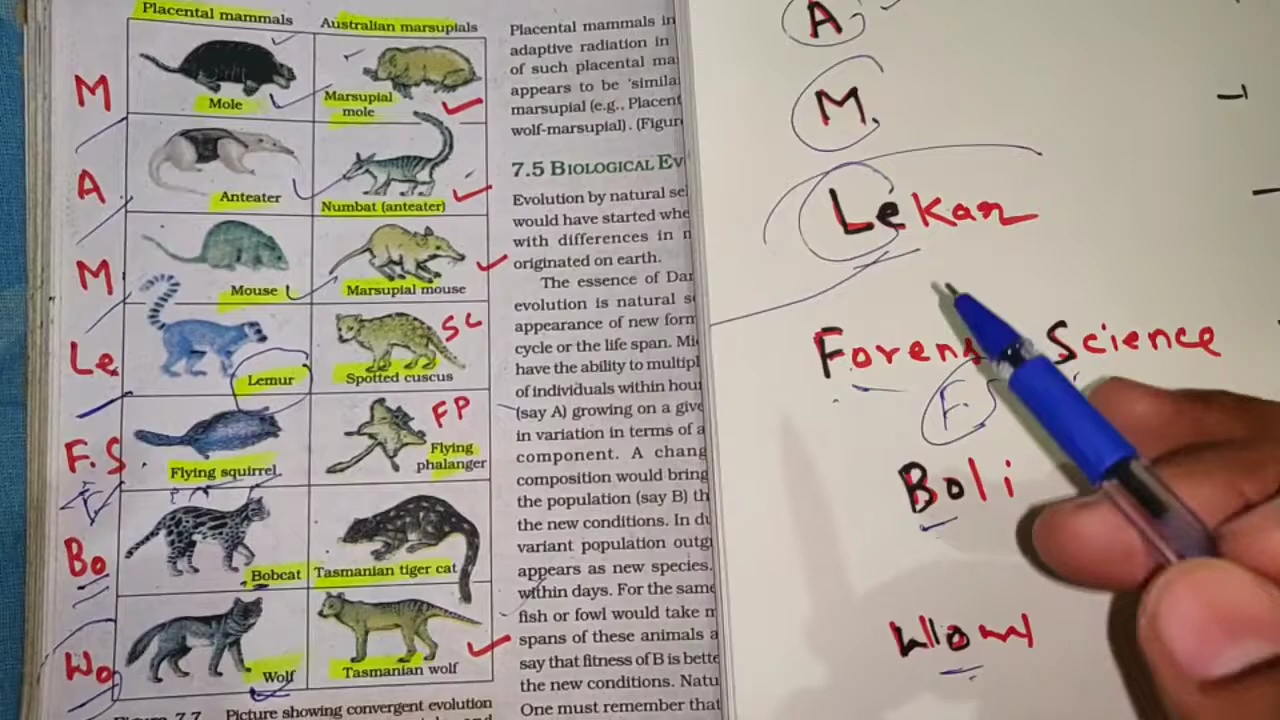 Placental mammals
Australian marsupials
M
Mole
Marsupial
mole
A
Anteater
Numbat (anteater)
M
Mouse
Marsupial mouse
Le
Lemur
Spotted cuscus
SC
F.S
Flying squirrel
FP
Flying
phalanger
Bo
Bobcat
Tasmanian tiger cat
Wo
Wolf
Tasmanian wolf
Picture showing convergent evolution
Placental mammals in
adaptive radiation in
of such placental ma
appears to be 'simila
marsupial (e.g., Placent
wolf-marsupial). (Figur
7.5 BIOLOGICAL EV
Evolution by natural se
would have started whe
with differences in n
originated on earth.
The essence of Dar
evolution is natural s
appearance of new form
cycle or the life span. Mi
have the ability to multipl
of individuals within hou
(say A) growing on a give
in variation in terms of a
component. A chang
composition would bring
the population (say B) th
the new conditions. In du
variant population outg
appears as new species.
within days. For the same
fish or fowl would take m
spans of these animals a
say that fitness of B is bette
the new conditions. Natu
One must remember that
A.
M.
Lekar
Forens Science
F.
Boli